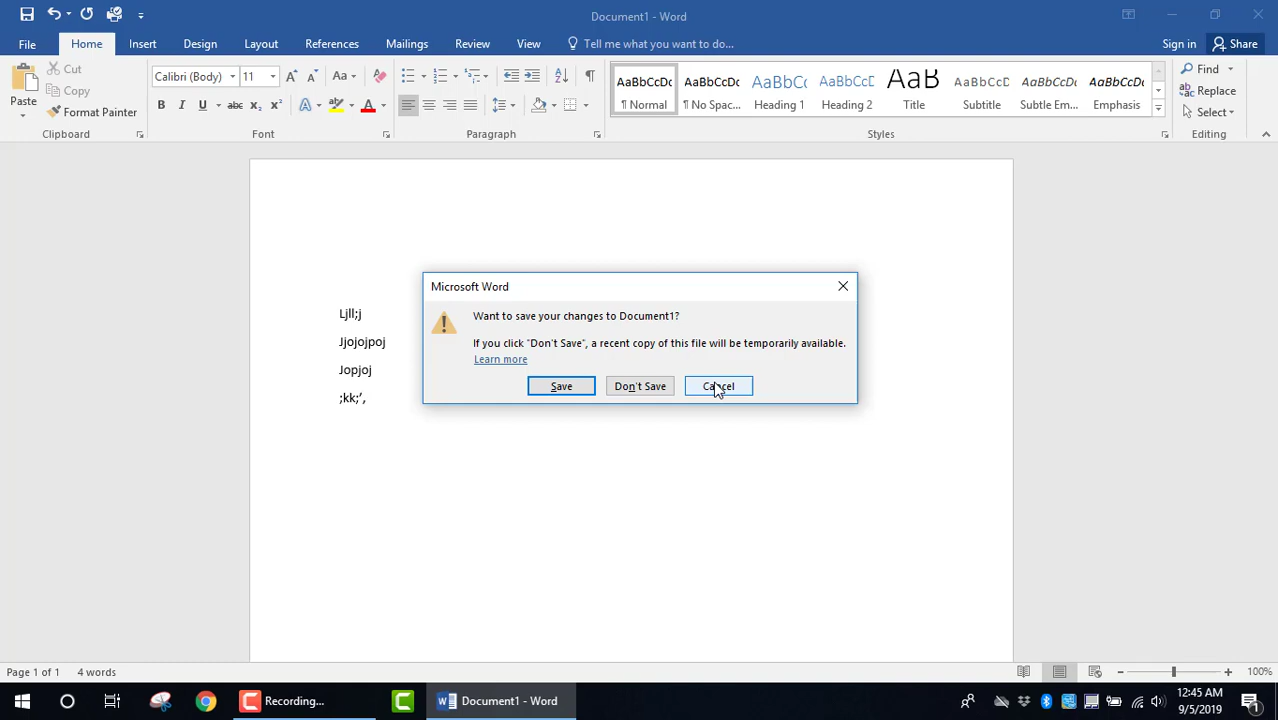 Document1 - Word
File Home Insert Design Layout References Mailings Review View Tell me what you want to do... Sign in Share
Paste
Cut
Copy
Format Painter
Clipboard
Calibri (Body) 11 A A Aa
B I U abc x₂ x² A A
Font
Paragraph
AaBbCcDc AaBbCcDc AaBbCc AaBbCcD AaB AaBbCcD AaBbCcDc AaBbCcDc
¶ Normal ¶ No Spac... Heading 1 Heading 2 Title Subtitle Subtle Em... Emphasis
Styles
Find
Replace
Select
Editing
Ljll;j
Jjojojpoj
Jopjoj
;kk;’,
Microsoft Word
Want to save your changes to Document1?
If you click "Don't Save", a recent copy of this file will be temporarily available.
Learn more
Save Don't Save Cancel
Page 1 of 1 4 words 100%
Recording... Document1 - Word
12:45 AM
9/5/2019